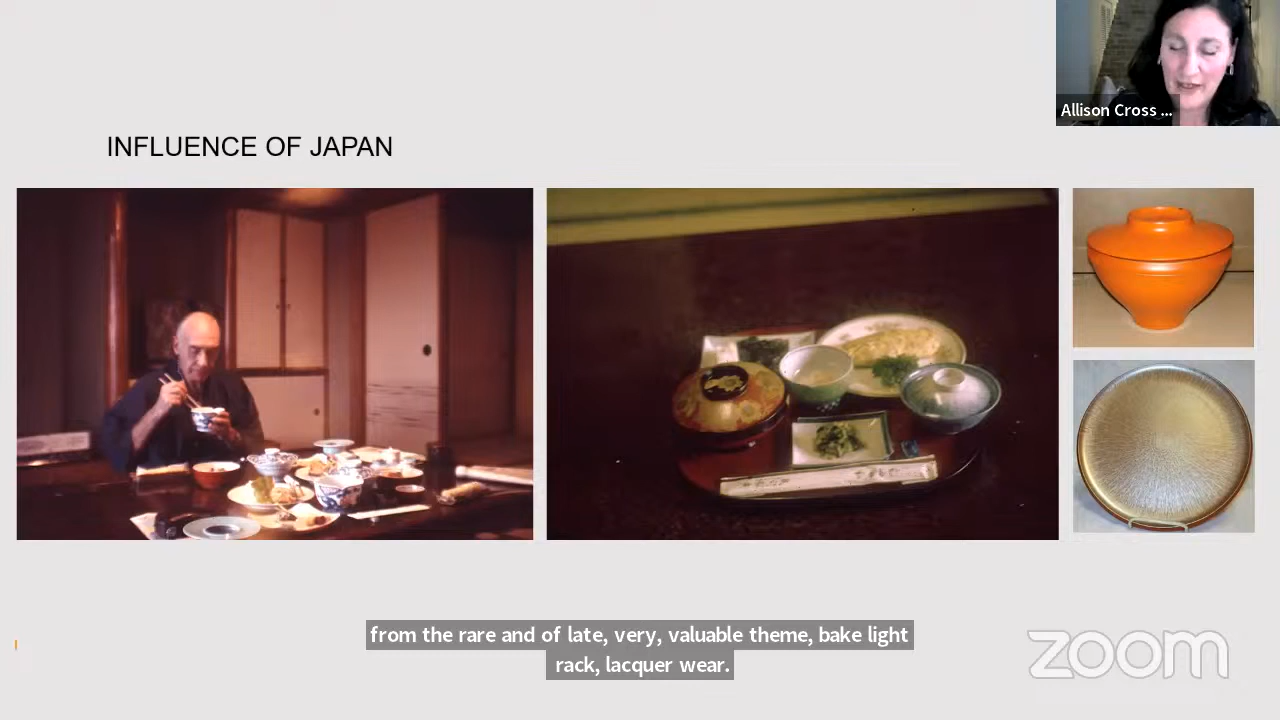 Allison Cross ...
INFLUENCE OF JAPAN
from the rare and of late, very, valuable theme, bake light
rack, lacquer wear.
zoom